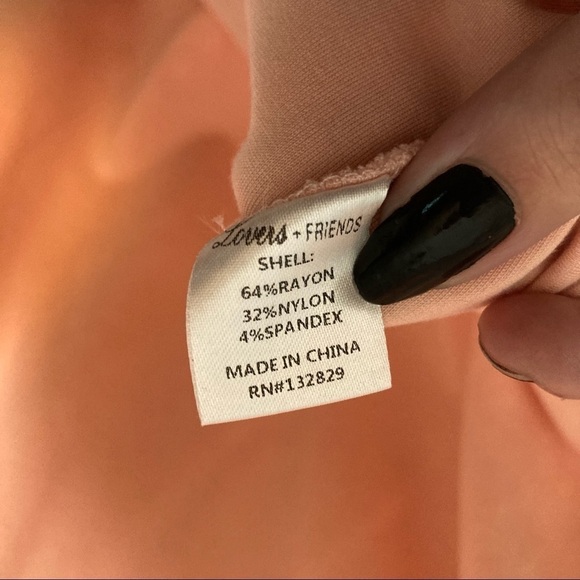 Lovers + FRIENDS
SHELL:
64%RAYON
32%NYLON
4%SPANDEX
MADE IN CHINA
RN#132829